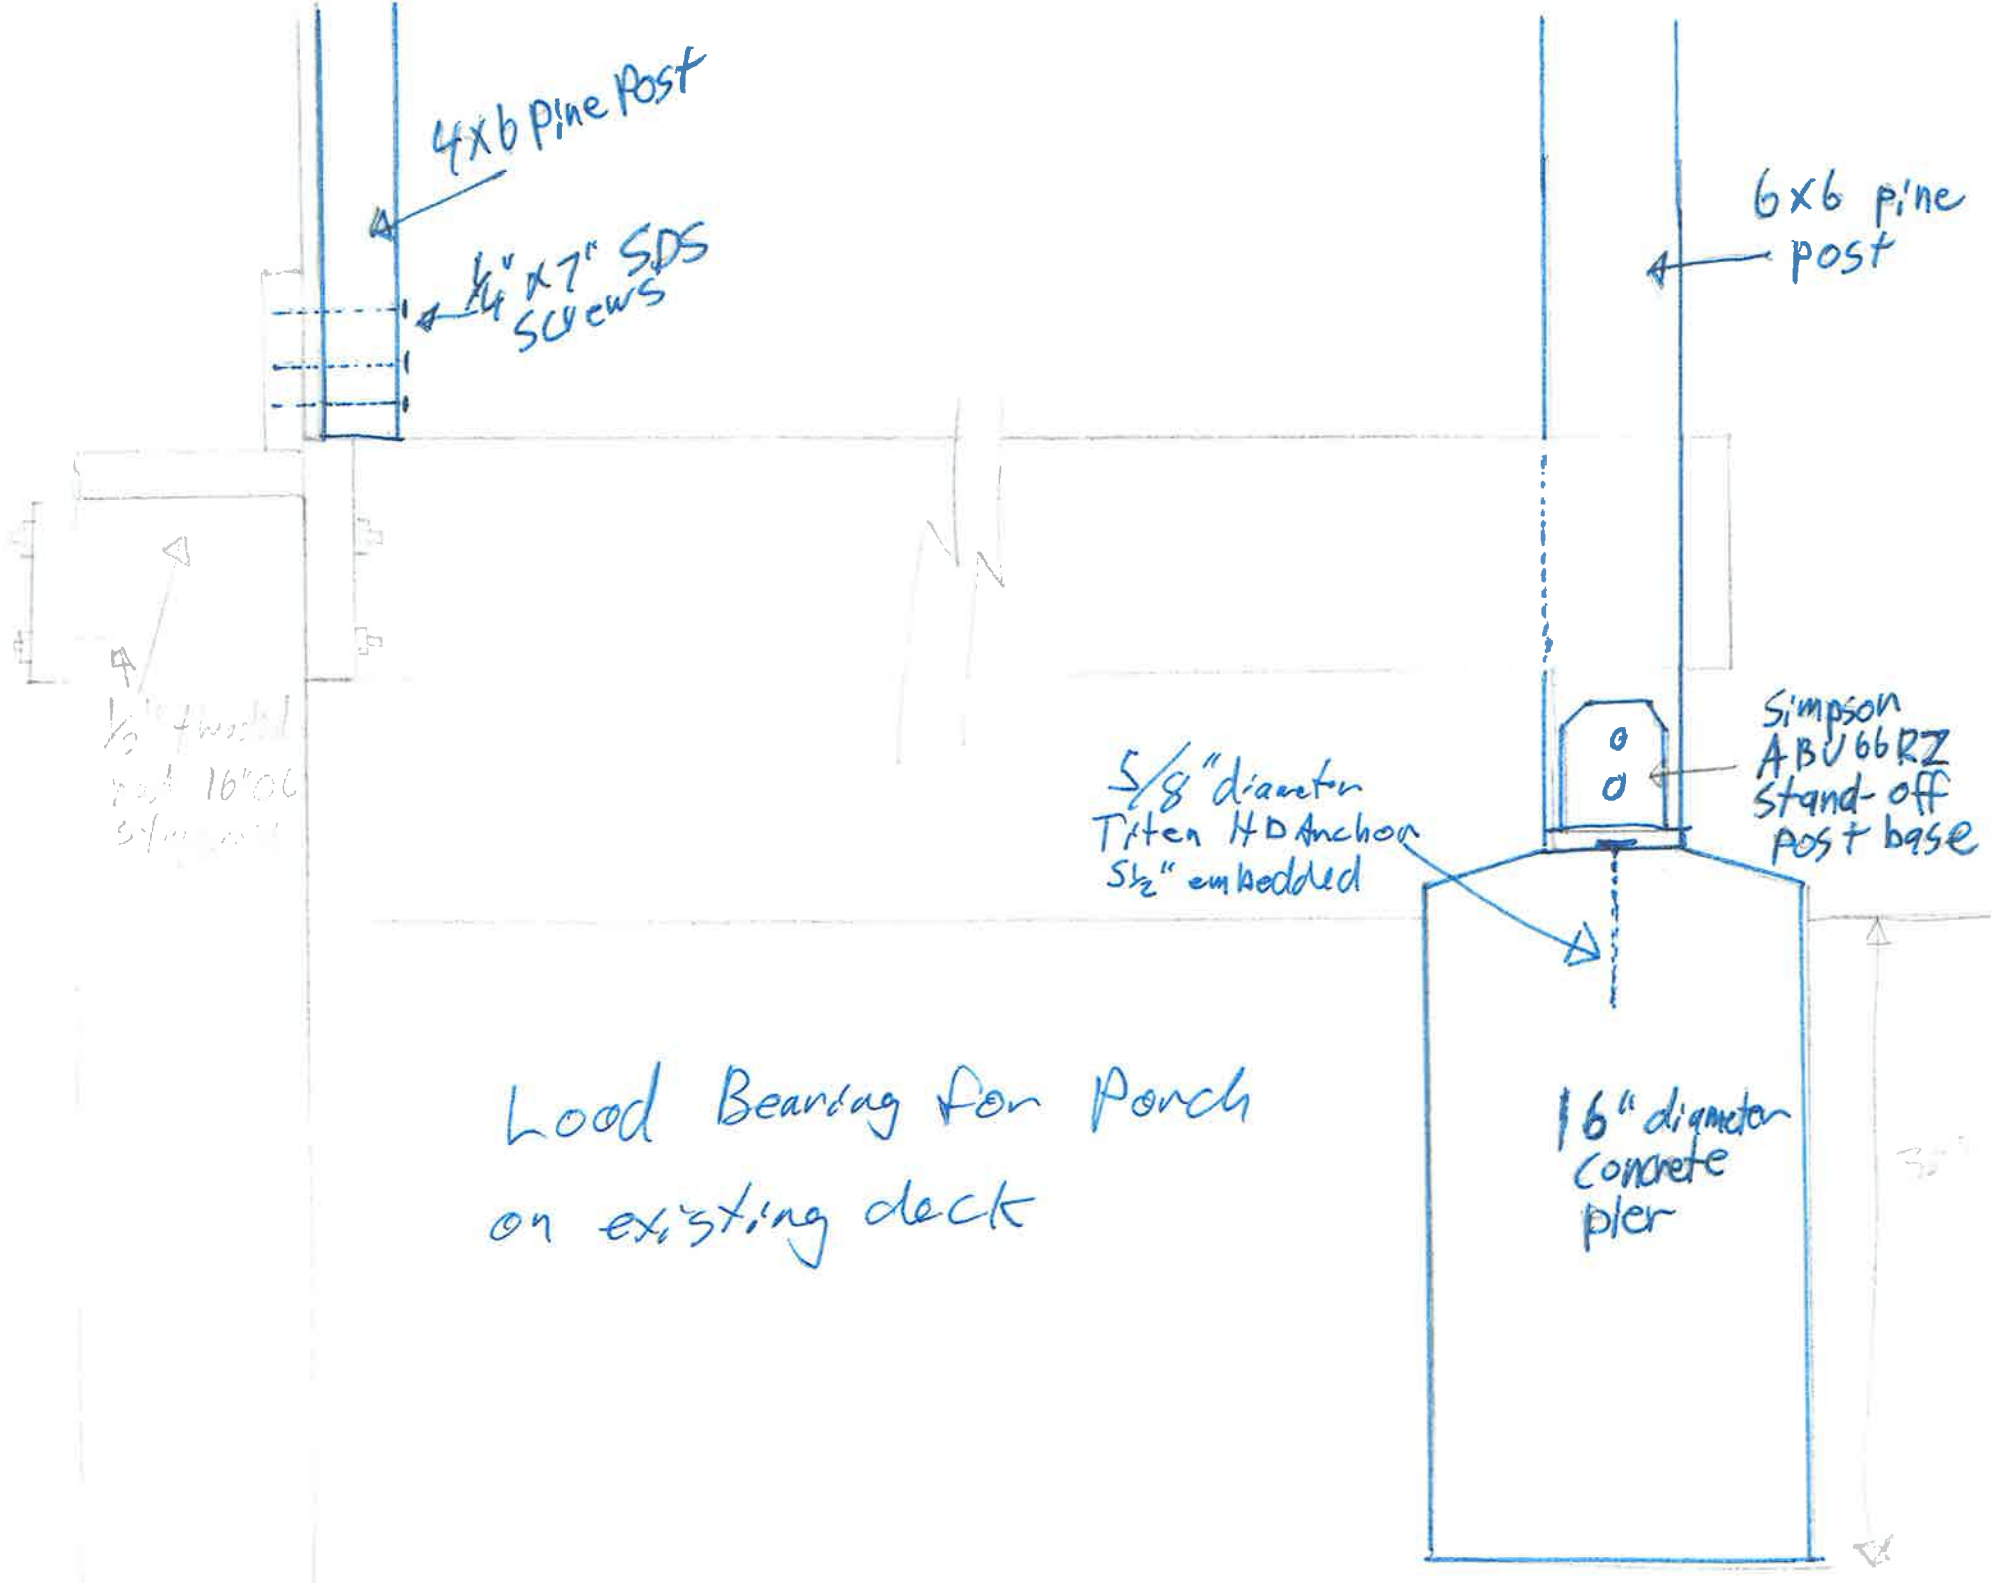 4x6 pine Post
1/4" x 7" SDS
screws
6x6 pine
post
Simpson
ABU66RZ
Stand-off
post base
5/8" diameter
Titen HD Anchor
5 1/2" embedded
16" OC
Load Bearing for Porch
on existing deck
16" diameter
concrete
pier